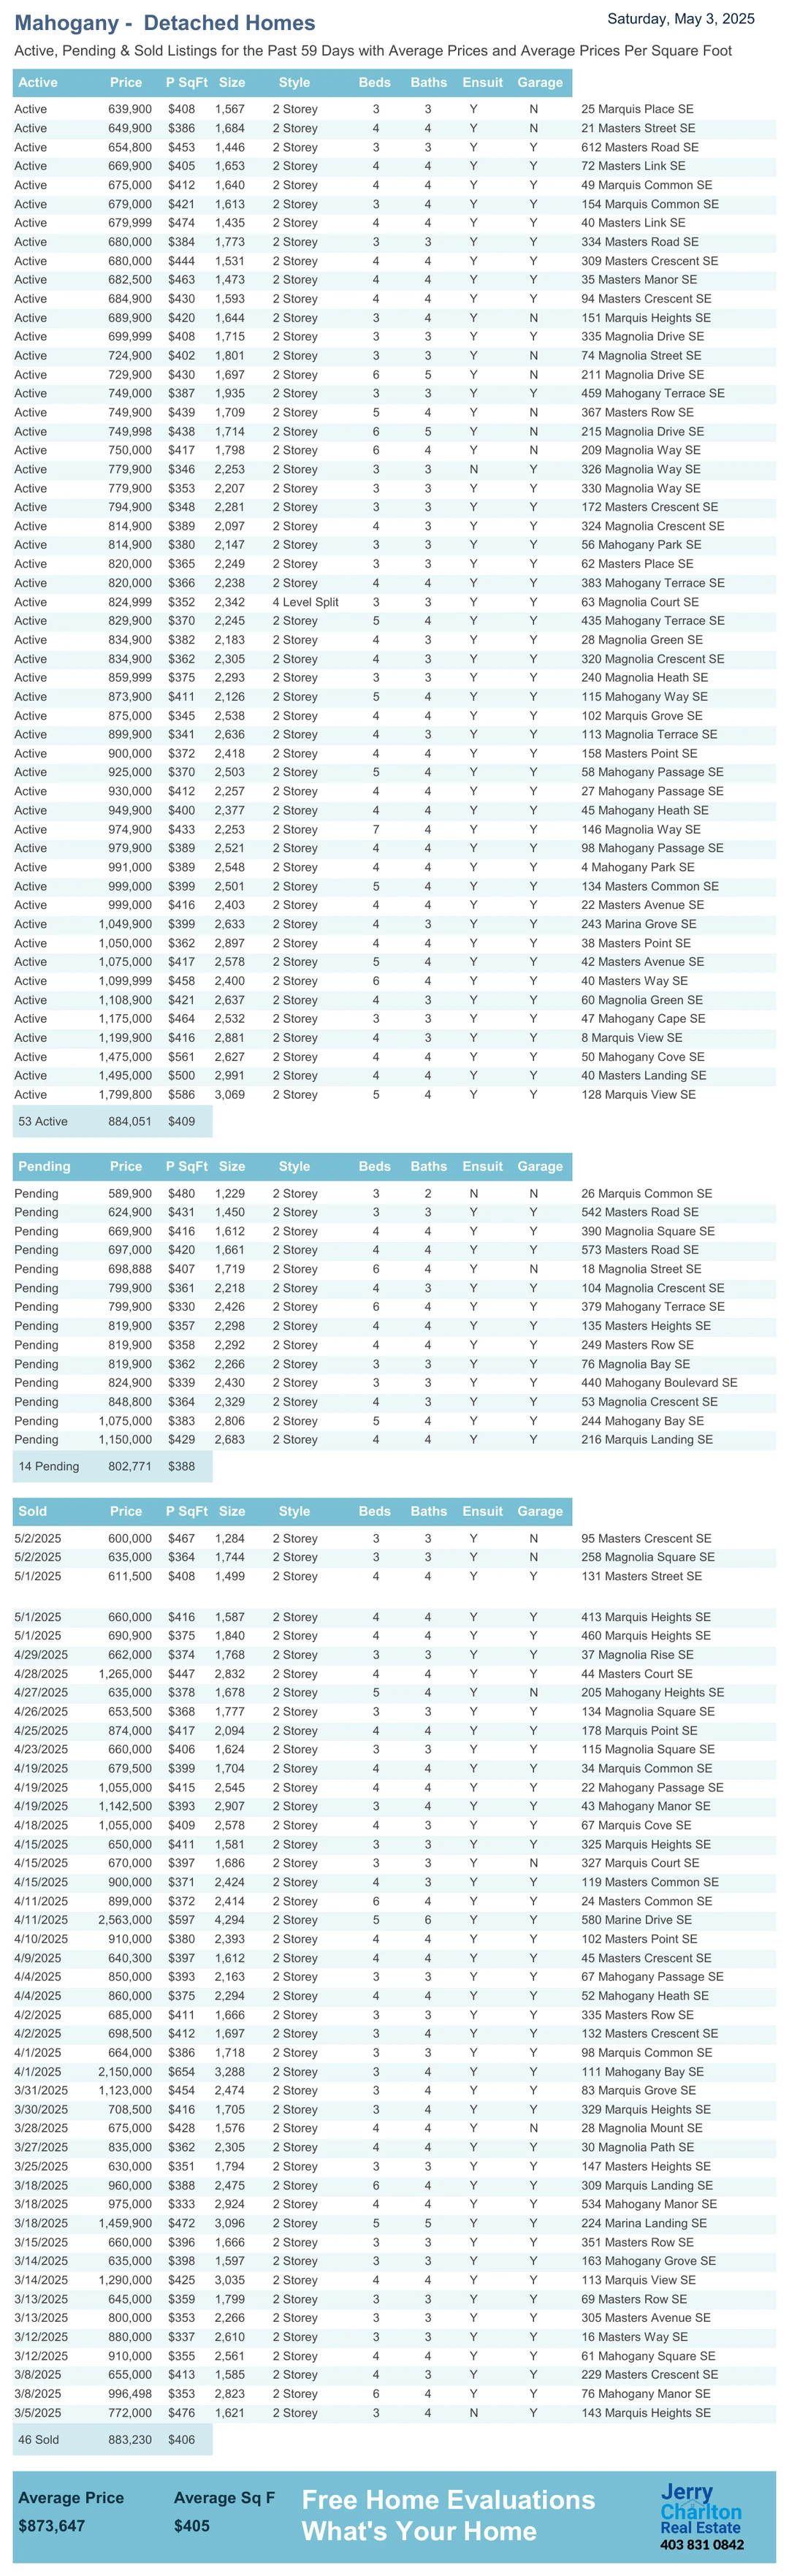 Mahogany - Detached Homes
Saturday, May 3, 2025
Active, Pending & Sold Listings for the Past 59 Days with Average Prices and Average Prices Per Square Foot
Active Price P SqFt Size Style Beds Baths Ensuit Garage
Active 639,900 $408 1,567 2 Storey 3 3 Y N 25 Marquis Place SE
Active 649,900 $386 1,684 2 Storey 4 4 Y N 21 Masters Street SE
Active 654,800 $453 1,446 2 Storey 3 3 Y Y 612 Masters Road SE
Active 669,900 $405 1,653 2 Storey 4 4 Y Y 72 Masters Link SE
Active 675,000 $412 1,640 2 Storey 4 4 Y Y 49 Marquis Common SE
Active 679,000 $421 1,613 2 Storey 3 4 Y Y 154 Marquis Common SE
Active 679,999 $474 1,435 2 Storey 4 4 Y Y 40 Masters Link SE
Active 680,000 $384 1,773 2 Storey 3 3 Y Y 334 Masters Road SE
Active 680,000 $444 1,531 2 Storey 4 4 Y Y 309 Masters Crescent SE
Active 682,500 $463 1,473 2 Storey 4 4 Y Y 35 Masters Manor SE
Active 684,900 $430 1,593 2 Storey 4 4 Y Y 94 Masters Crescent SE
Active 689,900 $420 1,644 2 Storey 3 4 Y N 151 Marquis Heights SE
Active 699,999 $408 1,715 2 Storey 3 3 Y Y 335 Magnolia Drive SE
Active 724,900 $402 1,801 2 Storey 3 3 Y N 74 Magnolia Street SE
Active 729,900 $430 1,697 2 Storey 6 5 Y N 211 Magnolia Drive SE
Active 749,000 $387 1,935 2 Storey 3 3 Y Y 459 Mahogany Terrace SE
Active 749,900 $439 1,709 2 Storey 5 4 Y N 367 Masters Row SE
Active 749,998 $438 1,714 2 Storey 6 5 Y N 215 Magnolia Drive SE
Active 750,000 $417 1,798 2 Storey 6 4 Y N 209 Magnolia Way SE
Active 779,900 $346 2,253 2 Storey 3 3 N Y 326 Magnolia Way SE
Active 779,900 $353 2,207 2 Storey 3 3 Y Y 330 Magnolia Way SE
Active 794,900 $348 2,281 2 Storey 3 3 Y Y 172 Masters Crescent SE
Active 814,900 $389 2,097 2 Storey 4 3 Y Y 324 Magnolia Crescent SE
Active 814,900 $380 2,147 2 Storey 3 3 Y Y 56 Mahogany Park SE
Active 820,000 $365 2,249 2 Storey 3 3 Y Y 62 Masters Place SE
Active 820,000 $366 2,238 2 Storey 4 4 Y Y 383 Mahogany Terrace SE
Active 824,999 $352 2,342 4 Level Split 3 3 Y Y 63 Magnolia Court SE
Active 829,900 $370 2,245 2 Storey 5 4 Y Y 435 Mahogany Terrace SE
Active 834,900 $382 2,183 2 Storey 4 3 Y Y 28 Magnolia Green SE
Active 834,900 $362 2,305 2 Storey 4 3 Y Y 320 Magnolia Crescent SE
Active 859,999 $375 2,293 2 Storey 3 3 Y Y 240 Magnolia Heath SE
Active 873,900 $411 2,126 2 Storey 5 4 Y Y 115 Mahogany Way SE
Active 875,000 $345 2,538 2 Storey 4 4 Y Y 102 Marquis Grove SE
Active 899,900 $341 2,636 2 Storey 4 3 Y Y 113 Magnolia Terrace SE
Active 900,000 $372 2,418 2 Storey 4 4 Y Y 158 Masters Point SE
Active 925,000 $370 2,503 2 Storey 5 4 Y Y 58 Mahogany Passage SE
Active 930,000 $412 2,257 2 Storey 4 4 Y Y 27 Mahogany Passage SE
Active 949,900 $400 2,377 2 Storey 4 4 Y Y 45 Mahogany Heath SE
Active 974,900 $433 2,253 2 Storey 7 4 Y Y 146 Magnolia Way SE
Active 979,900 $389 2,521 2 Storey 4 4 Y Y 98 Mahogany Passage SE
Active 991,000 $389 2,548 2 Storey 4 4 Y Y 4 Mahogany Park SE
Active 999,000 $399 2,501 2 Storey 5 4 Y Y 134 Masters Common SE
Active 999,000 $416 2,403 2 Storey 4 4 Y Y 22 Masters Avenue SE
Active 1,049,900 $399 2,633 2 Storey 4 3 Y Y 243 Marina Grove SE
Active 1,050,000 $362 2,897 2 Storey 4 4 Y Y 38 Masters Point SE
Active 1,075,000 $417 2,578 2 Storey 5 4 Y Y 42 Masters Avenue SE
Active 1,099,999 $458 2,400 2 Storey 6 4 Y Y 40 Masters Way SE
Active 1,108,900 $421 2,637 2 Storey 4 3 Y Y 60 Magnolia Green SE
Active 1,175,000 $464 2,532 2 Storey 3 3 Y Y 47 Mahogany Cape SE
Active 1,199,900 $416 2,881 2 Storey 4 3 Y Y 8 Marquis View SE
Active 1,475,000 $561 2,627 2 Storey 4 4 Y Y 50 Mahogany Cove SE
Active 1,495,000 $500 2,991 2 Storey 4 4 Y Y 40 Masters Landing SE
Active 1,799,800 $586 3,069 2 Storey 5 4 Y Y 128 Marquis View SE
53 Active 884,051 $409
Pending Price P SqFt Size Style Beds Baths Ensuit Garage
Pending 589,900 $480 1,229 2 Storey 3 2 N N 26 Marquis Common SE
Pending 624,900 $431 1,450 2 Storey 3 3 Y Y 542 Masters Road SE
Pending 669,900 $416 1,612 2 Storey 4 4 Y Y 390 Magnolia Square SE
Pending 697,000 $420 1,661 2 Storey 4 4 Y Y 573 Masters Road SE
Pending 698,888 $407 1,719 2 Storey 6 4 Y N 18 Magnolia Street SE
Pending 799,900 $361 2,218 2 Storey 4 3 Y Y 104 Magnolia Crescent SE
Pending 799,900 $330 2,426 2 Storey 6 4 Y Y 379 Mahogany Terrace SE
Pending 819,900 $357 2,298 2 Storey 4 4 Y Y 135 Masters Heights SE
Pending 819,900 $358 2,292 2 Storey 4 4 Y Y 249 Masters Row SE
Pending 819,900 $362 2,266 2 Storey 3 3 Y Y 76 Magnolia Bay SE
Pending 824,900 $339 2,430 2 Storey 3 3 Y Y 440 Mahogany Boulevard SE
Pending 848,800 $364 2,329 2 Storey 4 3 Y Y 53 Magnolia Crescent SE
Pending 1,075,000 $383 2,806 2 Storey 5 4 Y Y 244 Mahogany Bay SE
Pending 1,150,000 $429 2,683 2 Storey 4 4 Y Y 216 Marquis Landing SE
14 Pending 802,771 $388
Sold Price P SqFt Size Style Beds Baths Ensuit Garage
5/2/2025 600,000 $467 1,284 2 Storey 3 3 Y N 95 Masters Crescent SE
5/2/2025 635,000 $364 1,744 2 Storey 3 3 Y N 258 Magnolia Square SE
5/1/2025 611,500 $408 1,499 2 Storey 4 4 Y Y 131 Masters Street SE
5/1/2025 660,000 $416 1,587 2 Storey 4 4 Y Y 413 Marquis Heights SE
5/1/2025 690,900 $375 1,840 2 Storey 4 4 Y Y 460 Marquis Heights SE
4/29/2025 662,000 $374 1,768 2 Storey 3 3 Y Y 37 Magnolia Rise SE
4/28/2025 1,265,000 $447 2,832 2 Storey 4 4 Y Y 44 Masters Court SE
4/27/2025 635,000 $378 1,678 2 Storey 5 4 Y N 205 Mahogany Heights SE
4/26/2025 653,500 $368 1,777 2 Storey 3 3 Y Y 134 Magnolia Square SE
4/25/2025 874,000 $417 2,094 2 Storey 4 4 Y Y 178 Marquis Point SE
4/23/2025 660,000 $406 1,624 2 Storey 3 3 Y Y 115 Magnolia Square SE
4/19/2025 679,500 $399 1,704 2 Storey 4 4 Y Y 34 Marquis Common SE
4/19/2025 1,055,000 $415 2,545 2 Storey 4 4 Y Y 22 Mahogany Passage SE
4/19/2025 1,142,500 $393 2,907 2 Storey 3 4 Y Y 43 Mahogany Manor SE
4/18/2025 1,055,000 $409 2,578 2 Storey 4 3 Y Y 67 Marquis Cove SE
4/15/2025 650,000 $411 1,581 2 Storey 3 3 Y Y 325 Marquis Heights SE
4/15/2025 670,000 $397 1,686 2 Storey 3 3 Y N 327 Marquis Court SE
4/15/2025 900,000 $371 2,424 2 Storey 4 3 Y Y 119 Masters Common SE
4/11/2025 899,000 $372 2,414 2 Storey 6 4 Y Y 24 Masters Common SE
4/11/2025 2,563,000 $597 4,294 2 Storey 5 6 Y Y 580 Marine Drive SE
4/10/2025 910,000 $380 2,393 2 Storey 4 4 Y Y 102 Masters Point SE
4/9/2025 640,300 $397 1,612 2 Storey 4 4 Y Y 45 Masters Crescent SE
4/4/2025 850,000 $393 2,163 2 Storey 3 3 Y Y 67 Mahogany Passage SE
4/4/2025 860,000 $375 2,294 2 Storey 4 4 Y Y 52 Mahogany Heath SE
4/2/2025 685,000 $411 1,666 2 Storey 3 3 Y Y 335 Masters Row SE
4/2/2025 698,500 $412 1,697 2 Storey 3 4 Y Y 132 Masters Crescent SE
4/1/2025 664,000 $386 1,718 2 Storey 3 3 Y Y 98 Marquis Common SE
4/1/2025 2,150,000 $654 3,288 2 Storey 3 4 Y Y 111 Mahogany Bay SE
3/31/2025 1,123,000 $454 2,474 2 Storey 3 4 Y Y 83 Marquis Grove SE
3/30/2025 708,500 $416 1,705 2 Storey 3 4 Y Y 329 Marquis Heights SE
3/28/2025 675,000 $428 1,576 2 Storey 4 4 Y N 28 Magnolia Mount SE
3/27/2025 835,000 $362 2,305 2 Storey 4 4 Y Y 30 Magnolia Path SE
3/25/2025 630,000 $351 1,794 2 Storey 3 3 Y Y 147 Masters Heights SE
3/18/2025 960,000 $388 2,475 2 Storey 6 4 Y Y 309 Marquis Landing SE
3/18/2025 975,000 $333 2,924 2 Storey 4 4 Y Y 534 Mahogany Manor SE
3/18/2025 1,459,900 $472 3,096 2 Storey 5 5 Y Y 224 Marina Landing SE
3/15/2025 660,000 $396 1,666 2 Storey 3 3 Y Y 351 Masters Row SE
3/14/2025 635,000 $398 1,597 2 Storey 3 3 Y Y 163 Mahogany Grove SE
3/14/2025 1,290,000 $425 3,035 2 Storey 4 4 Y Y 113 Marquis View SE
3/13/2025 645,000 $359 1,799 2 Storey 3 3 Y Y 69 Masters Row SE
3/13/2025 800,000 $353 2,266 2 Storey 3 3 Y Y 305 Masters Avenue SE
3/12/2025 880,000 $337 2,610 2 Storey 3 3 Y Y 16 Masters Way SE
3/12/2025 910,000 $355 2,561 2 Storey 4 4 Y Y 61 Mahogany Square SE
3/8/2025 655,000 $413 1,585 2 Storey 4 3 Y Y 229 Masters Crescent SE
3/8/2025 996,498 $353 2,823 2 Storey 6 4 Y Y 76 Mahogany Manor SE
3/5/2025 772,000 $476 1,621 2 Storey 3 4 N Y 143 Marquis Heights SE
46 Sold 883,230 $406
Average Price Average Sq F
$873,647 $405
Free Home Evaluations
What's Your Home
Jerry
Charlton
Real Estate
403 831 0842